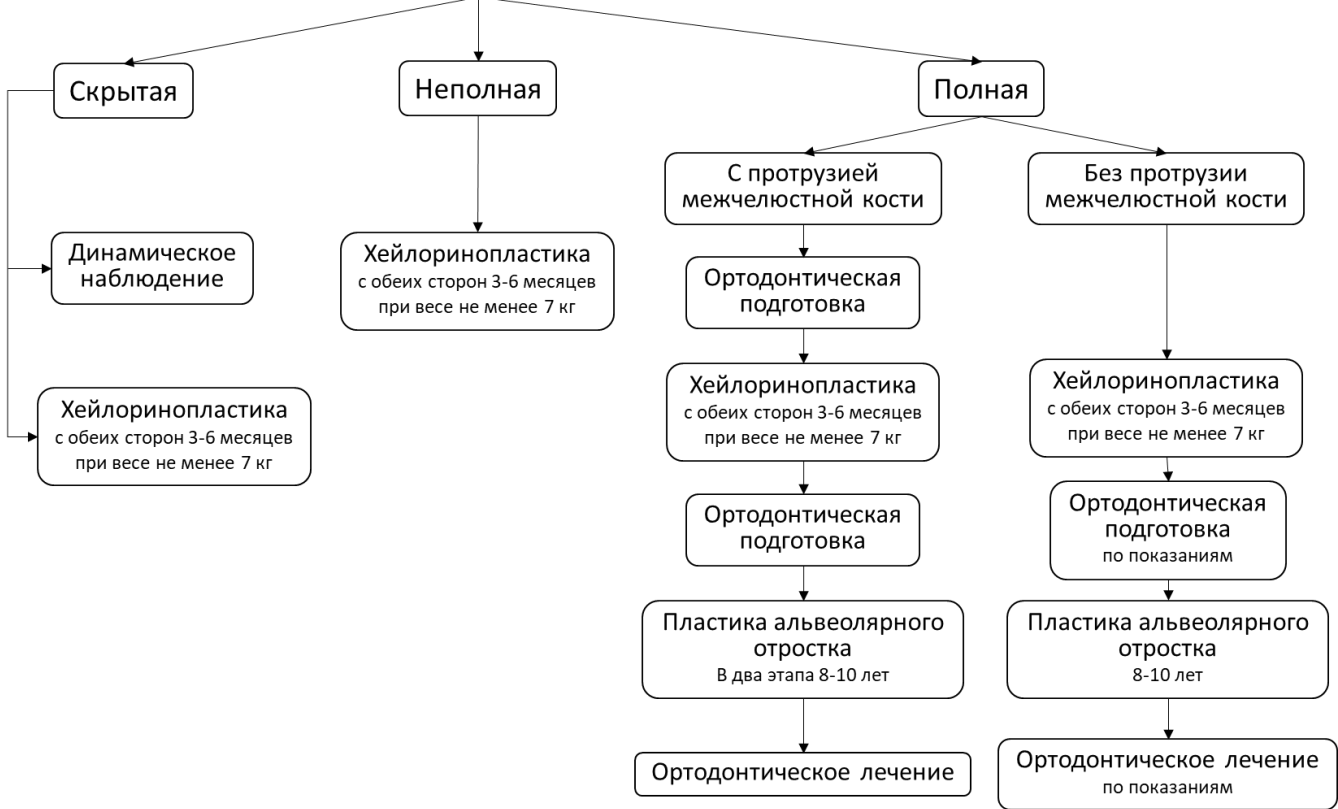 Скрытая
Неполная
Полная
С протрузией
межчелюстной кости
Без протрузии
межчелюстной кости
Динамическое
наблюдение
Хейлоринопластика
с обеих сторон 3-6 месяцев
при весе не менее 7 кг
Ортодонтическая
подготовка
Хейлоринопластика
с обеих сторон 3-6 месяцев
при весе не менее 7 кг
Хейлоринопластика
с обеих сторон 3-6 месяцев
при весе не менее 7 кг
Хейлоринопластика
с обеих сторон 3-6 месяцев
при весе не менее 7 кг
Ортодонтическая
подготовка
Ортодонтическая
подготовка
по показаниям
Пластика альвеолярного
отростка
В два этапа 8-10 лет
Пластика альвеолярного
отростка
8-10 лет
Ортодонтическое лечение
Ортодонтическое лечение
по показаниям